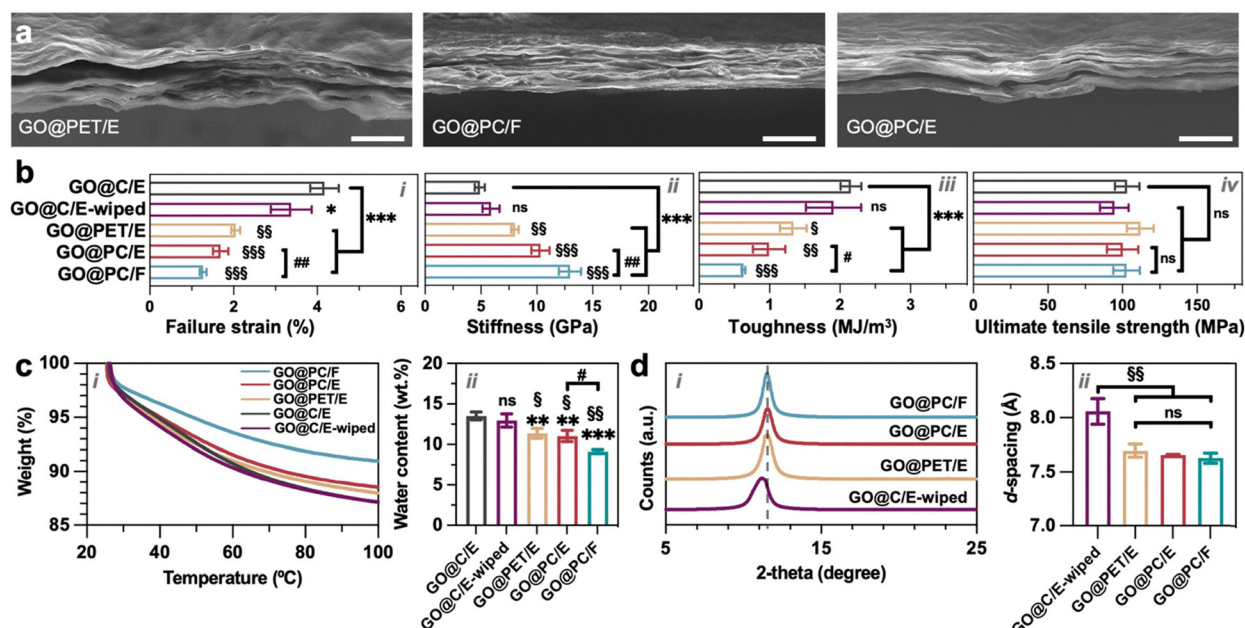 a
GO@PET/E
GO@PC/F
GO@PC/E
b
GO@C/E
GO@C/E-wiped
GO@PET/E
GO@PC/E
GO@PC/F
i
*
§§
§§§
§§§
##
***
0 2 4 6
Failure strain (%)
ii
ns
§§
§§§
§§§
##
***
0 5 10 15 20
Stiffness (GPa)
iii
ns
§
§§
§§§
#
***
0 1 2 3
Toughness (MJ/m³)
iv
ns
ns
0 50 100 150
Ultimate tensile strength (MPa)
c
i
100
95
90
85
Weight (%)
GO@PC/F
GO@PC/E
GO@PET/E
GO@C/E
GO@C/E-wiped
20 40 60 80 100
Temperature (ºC)
ii
20
15
10
5
0
Water content (wt.%)
ns
§
**
§
**
#
§§
***
GO@C/E
GO@C/E-wiped
GO@PET/E
GO@PC/E
GO@PC/F
d
i
Counts (a.u.)
GO@PC/F
GO@PC/E
GO@PET/E
GO@C/E-wiped
5 15 25
2-theta (degree)
ii
8.5
8.0
7.5
7.0
d-spacing (Å)
§§
ns
GO@C/E-wiped
GO@PET/E
GO@PC/E
GO@PC/F